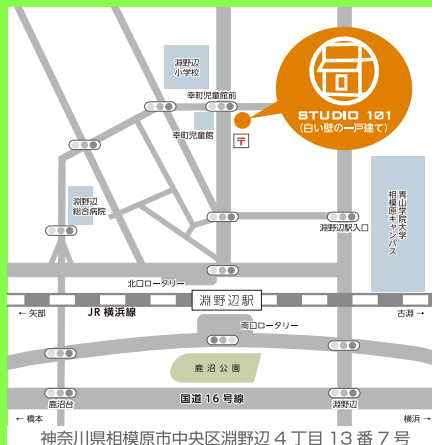 淵野辺
小学校
幸町児童館前
STUDIO 101
(白い壁の一戸建て)
幸町児童館
〒
青山学院大学
相模原キャンパス
淵野辺
総合病院
淵野辺駅入口
北口ロータリー
淵野辺駅
← 矢部
JR 横浜線
古淵 →
南口ロータリー
鹿沼公園
鹿沼台
国道16号線
淵野辺
← 橋本
横浜 →
神奈川県相模原市中央区淵野辺4丁目13番7号